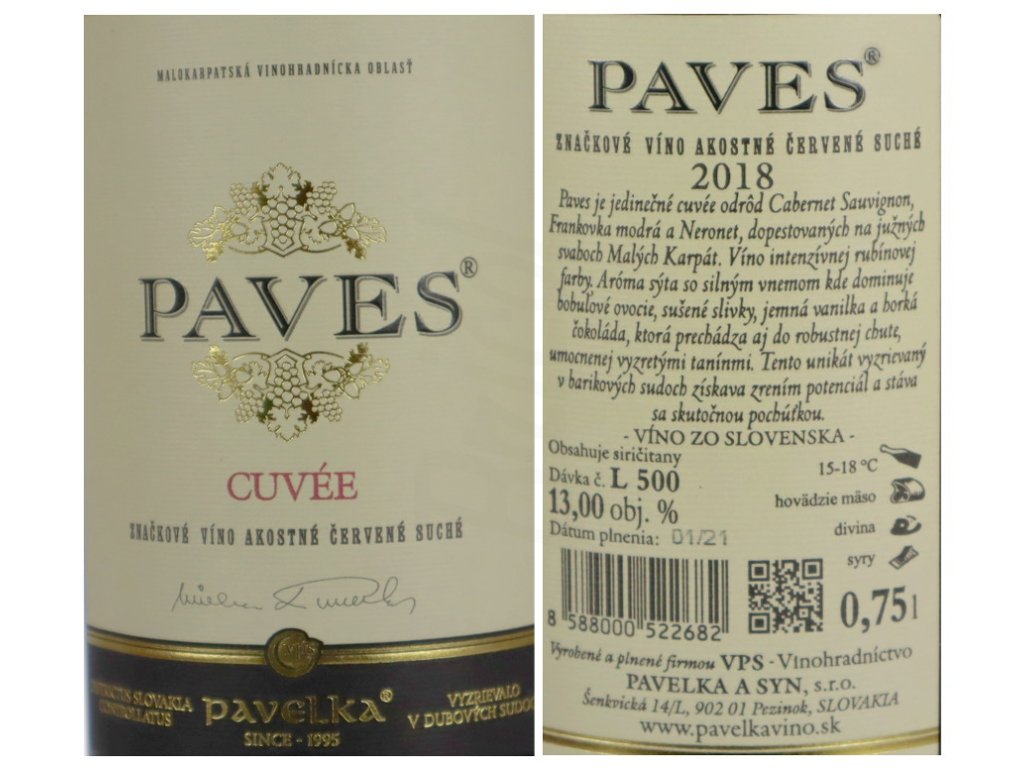 MALOKARPATSKÁ VINOHRADNÍCKA OBLASŤ
PAVES®
CUVÉE
ZNAČKOVÉ VÍNO AKOSTNÉ ČERVENÉ SUCHÉ
VPS
DISTRICTUS SLOVAKIA
CONTROLLATUS
PAVELKA®
SINCE - 1995
VYZRIEVALO
V DUBOVÝCH SUDOC
PAVES®
ZNAČKOVÉ VÍNO AKOSTNÉ ČERVENÉ SUCHÉ
2018
Paves je jedinečné cuvée odrôd Cabernet Sauvignon,
Frankovka modrá a Neronet, dopestovaných na južných
svahoch Malých Karpát. Víno intenzívnej rubínovej
farby. Aróma sýta so silným vnemom kde dominuje
bobuľové ovocie, sušené slivky, jemná vanilka a horká
čokoláda, ktorá prechádza aj do robustnej chute,
umocnenej vyzretými tanínmi. Tento unikát vyzrievaný
v barikových sudoch získava zrením potenciál a stáva
sa skutočnou pochúťkou.
- VÍNO ZO SLOVENSKA -
Obsahuje siričitany
Dávka č. L 500
13,00 obj. %
Dátum plnenia: 01/21
15-18 °C
hovädzie mäso
divina
syry
8 588000 522682
0,75 l
Vyrobené a plnené firmou VPS - Vinohradníctvo
PAVELKA A SYN, s.r.o.
Šenkvická 14/L, 902 01 Pezinok, SLOVAKIA
www.pavelkavino.sk